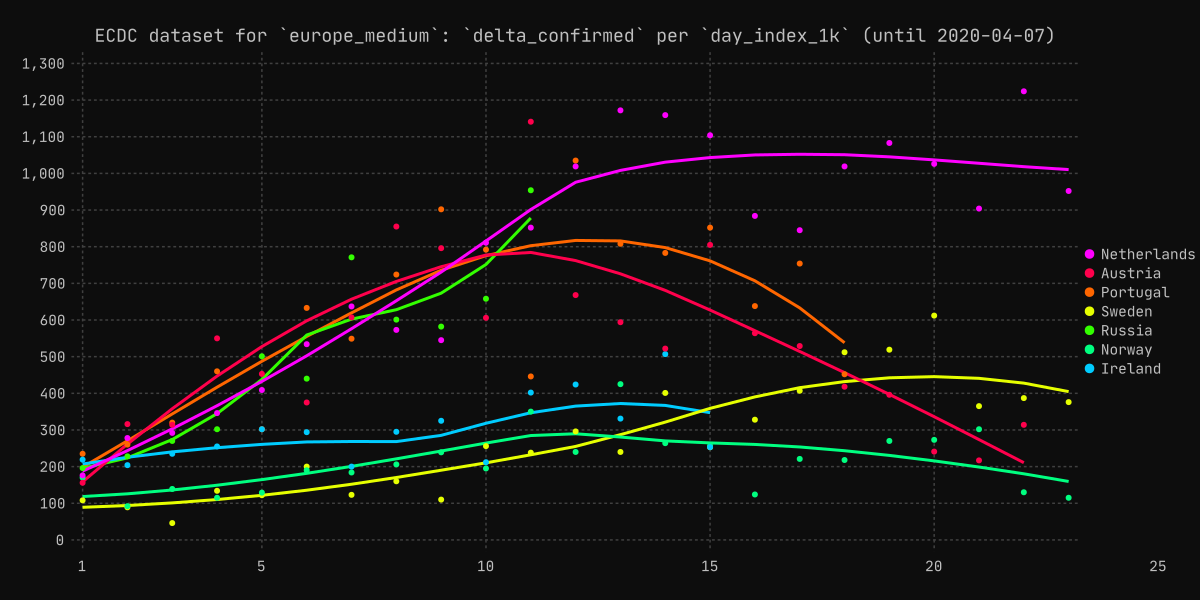 ECDC dataset for `europe_medium`: `delta_confirmed` per `day_index_1k` (until 2020-04-07)
1,300
1,200
1,100
1,000
900
800
700
600
500
400
300
200
100
0
1 5 10 15 20 25
Netherlands
Austria
Portugal
Sweden
Russia
Norway
Ireland